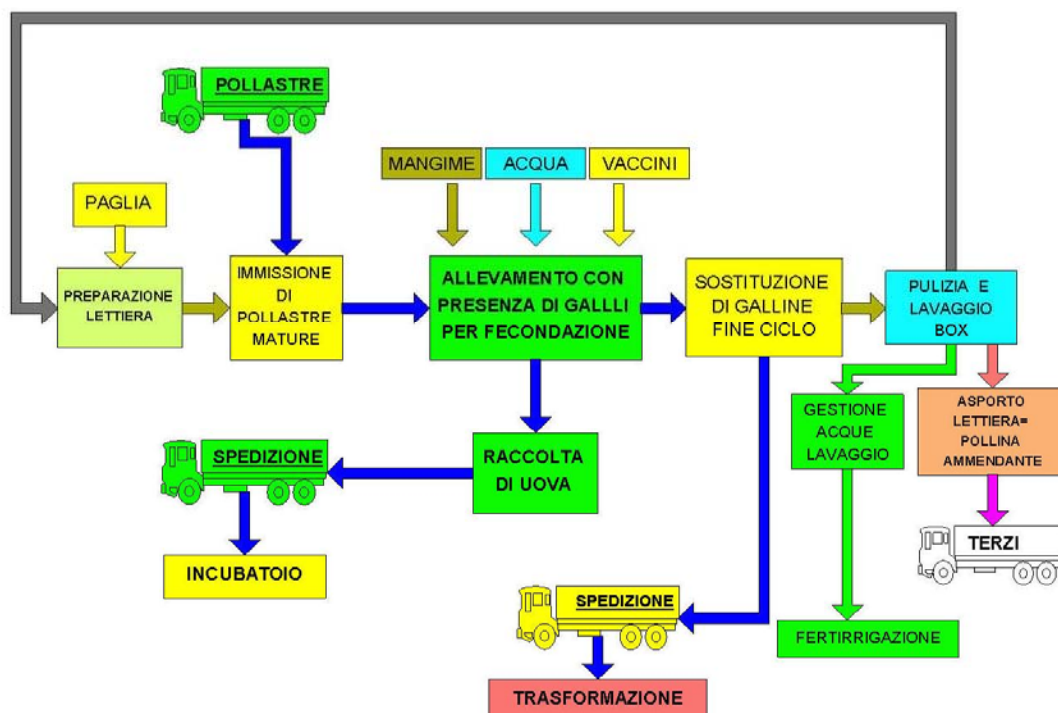 POLLASTRE
MANGIME
ACQUA
VACCINI
PAGLIA
PREPARAZIONE
LETTIERA
IMMISSIONE
DI
POLLASTRE
MATURE
ALLEVAMENTO CON
PRESENZA DI GALLLI
PER FECONDAZIONE
SOSTITUZIONE
DI GALLINE
FINE CICLO
PULIZIA E
LAVAGGIO
BOX
GESTIONE
ACQUE
LAVAGGIO
ASPORTO
LETTIERA=
POLLINA
AMMENDANTE
SPEDIZIONE
RACCOLTA
DI UOVA
TERZI
INCUBATOIO
SPEDIZIONE
FERTIRRIGAZIONE
TRASFORMAZIONE